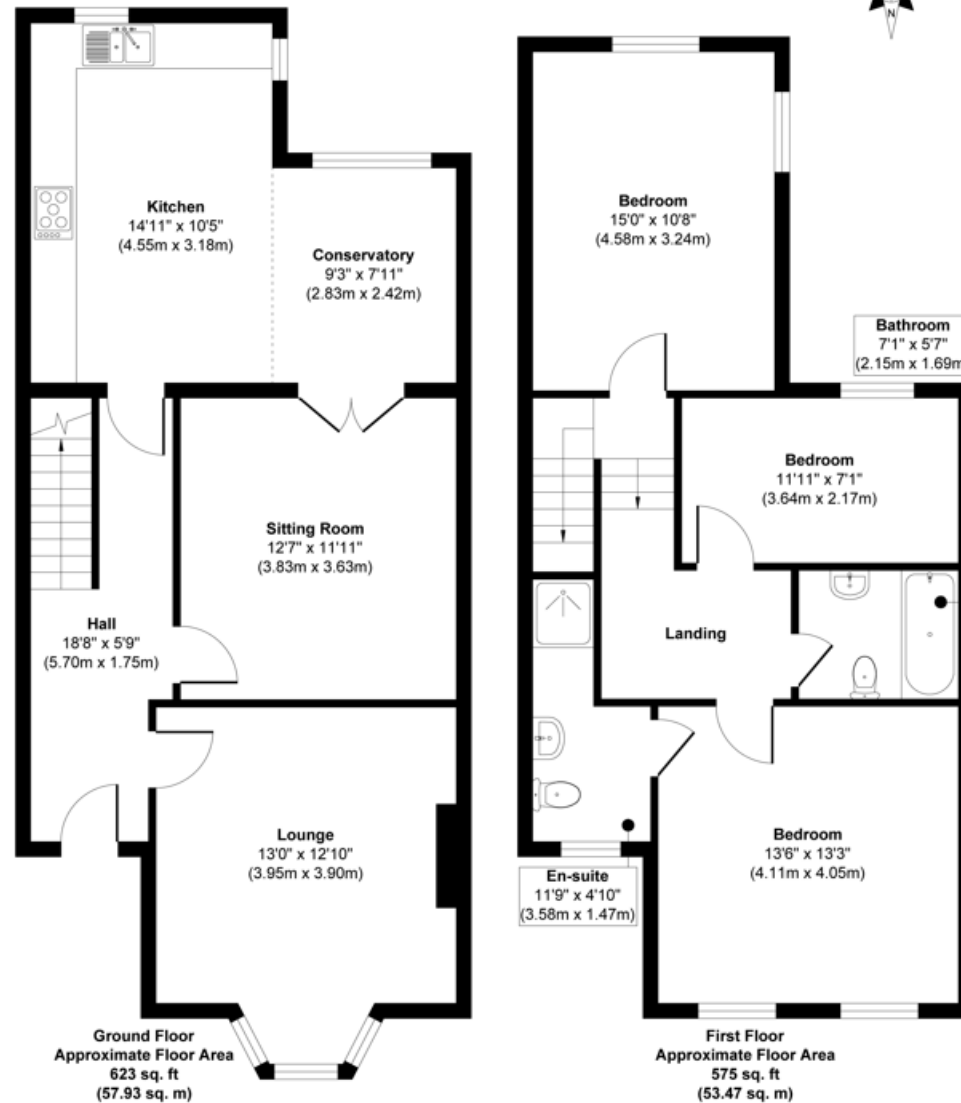 N
Kitchen
14'11" x 10'5"
(4.55m x 3.18m)
Conservatory
9'3" x 7'11"
(2.83m x 2.42m)
Sitting Room
12'7" x 11'11"
(3.83m x 3.63m)
Hall
18'8" x 5'9"
(5.70m x 1.75m)
Lounge
13'0" x 12'10"
(3.95m x 3.90m)
Ground Floor
Approximate Floor Area
623 sq. ft
(57.93 sq. m)
Bedroom
15'0" x 10'8"
(4.58m x 3.24m)
Bathroom
7'1" x 5'7"
(2.15m x 1.69m
Bedroom
11'11" x 7'1"
(3.64m x 2.17m)
Landing
Bedroom
13'6" x 13'3"
(4.11m x 4.05m)
En-suite
11'9" x 4'10"
(3.58m x 1.47m)
First Floor
Approximate Floor Area
575 sq. ft
(53.47 sq. m)